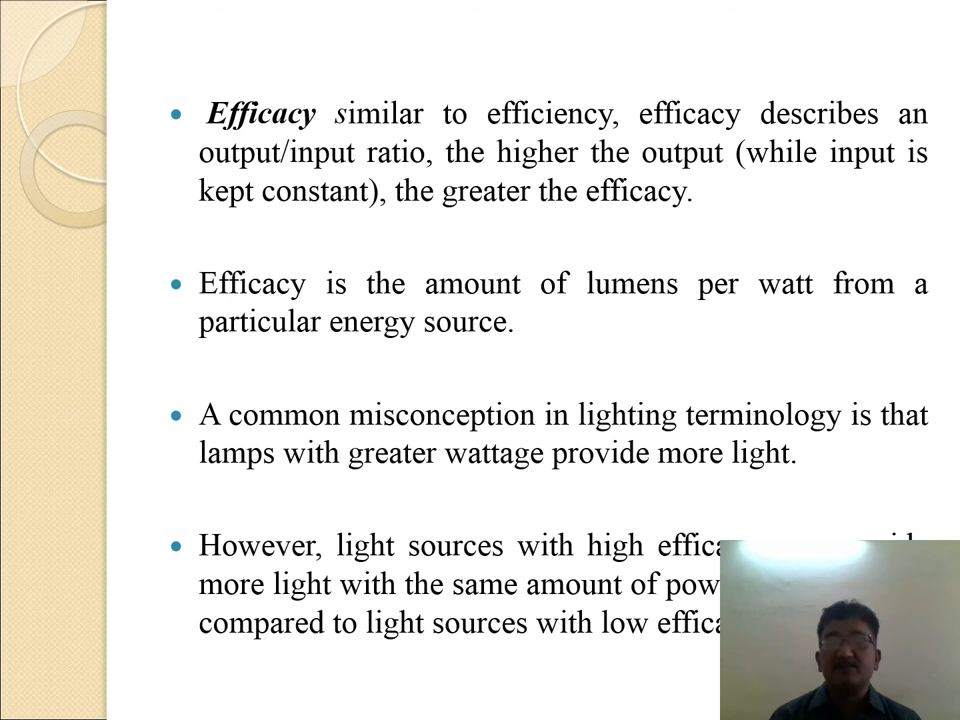 Efficacy similar to efficiency, efficacy describes an
output/input ratio, the higher the output (while input is
kept constant), the greater the efficacy.
Efficacy is the amount of lumens per watt from a
particular energy source.
A common misconception in lighting terminology is that
lamps with greater wattage provide more light.
However, light sources with high
more light with the same amount of
compared to light sources with low